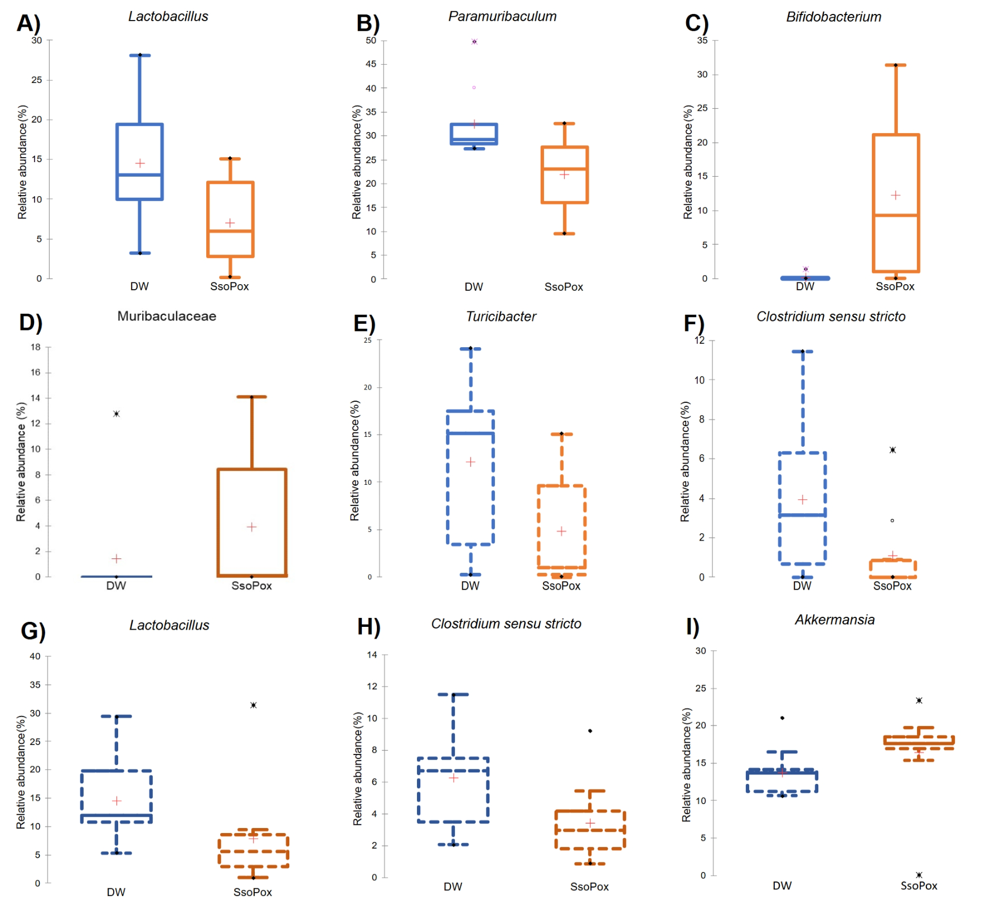 A)
Lactobacillus
Relative abundance(%)
30
25
20
15
10
5
0
DW
SsoPox
B)
Paramuribaculum
Relative abundance(%)
50
45
40
35
30
25
20
15
10
5
0
DW
SsoPox
C)
Bifidobacterium
Relative abundance(%)
35
30
25
20
15
10
5
0
DW
SsoPox
D)
Muribaculaceae
Relative abundance (%)
18
16
14
12
10
8
6
4
2
0
DW
SsoPox
E)
Turicibacter
Relative abundance(%)
25
20
15
10
5
0
DW
SsoPox
F)
Clostridium sensu stricto
Relative abundance(%)
12
10
8
6
4
2
0
DW
SsoPox
G)
Lactobacillus
Relative abundance(%)
40
35
30
25
20
15
10
5
0
DW
SsoPox
H)
Clostridium sensu stricto
Relative abundance(%)
14
12
10
8
6
4
2
0
DW
SsoPox
I)
Akkermansia
Relative abundance(%)
30
25
20
15
10
5
0
DW
SsoPox